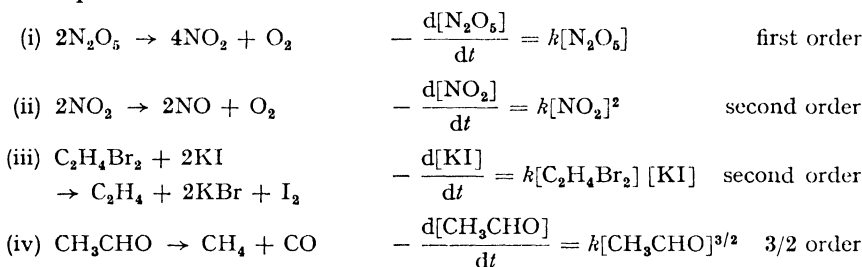 (i) 2N₂O₅ → 4NO₂ + O₂ − d[N₂O₅]/dt = k[N₂O₅] first order
(ii) 2NO₂ → 2NO + O₂ − d[NO₂]/dt = k[NO₂]² second order
(iii) C₂H₄Br₂ + 2KI
→ C₂H₄ + 2KBr + I₂ − d[KI]/dt = k[C₂H₄Br₂] [KI] second order
(iv) CH₃CHO → CH₄ + CO − d[CH₃CHO]/dt = k[CH₃CHO]³/² 3/2 order